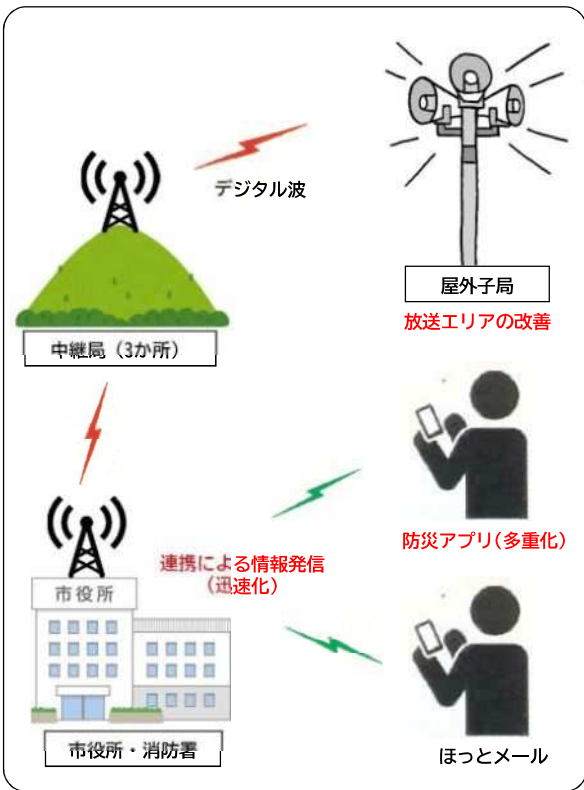 デジタル波
屋外子局
放送エリアの改善
中継局（3か所）
防災アプリ（多重化）
連携による情報発信
（迅速化）
市役所
市役所・消防署
ほっとメール